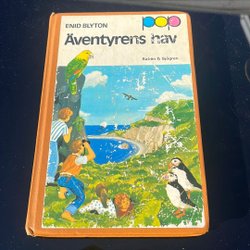 ENID BLYTON
pop
Äventyrens hav
Rabén & Sjögren